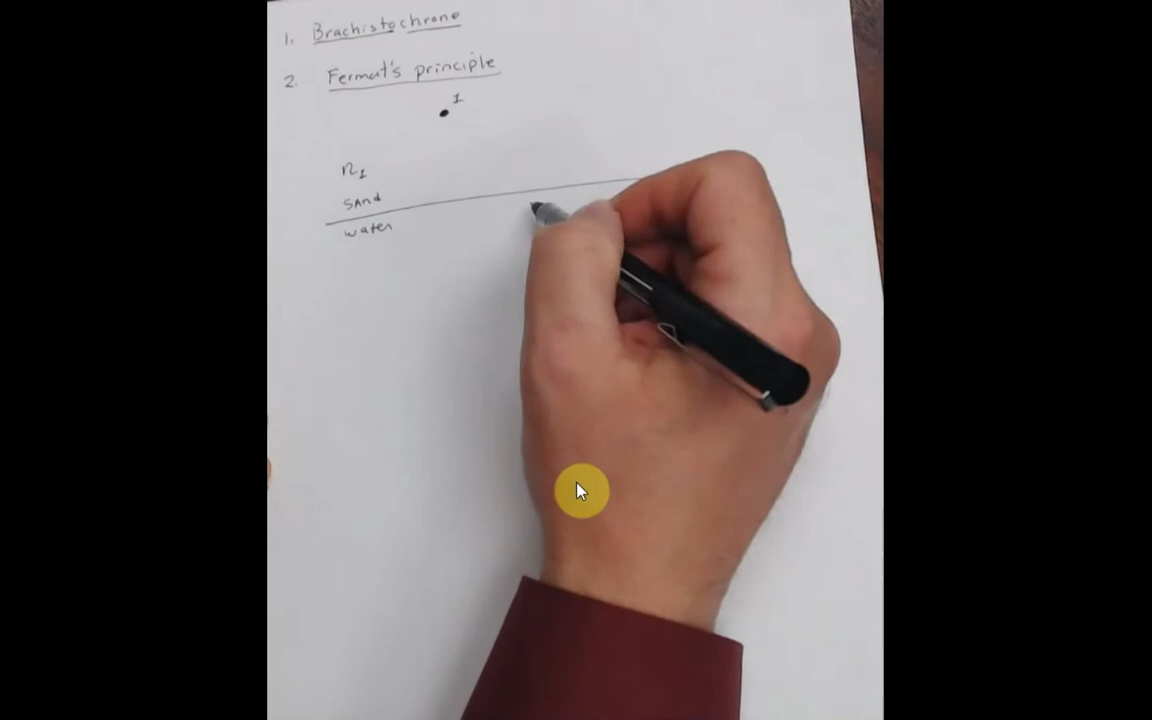 1. Brachistochrone
2. Fermat's principle
1
n1
SAnd
water